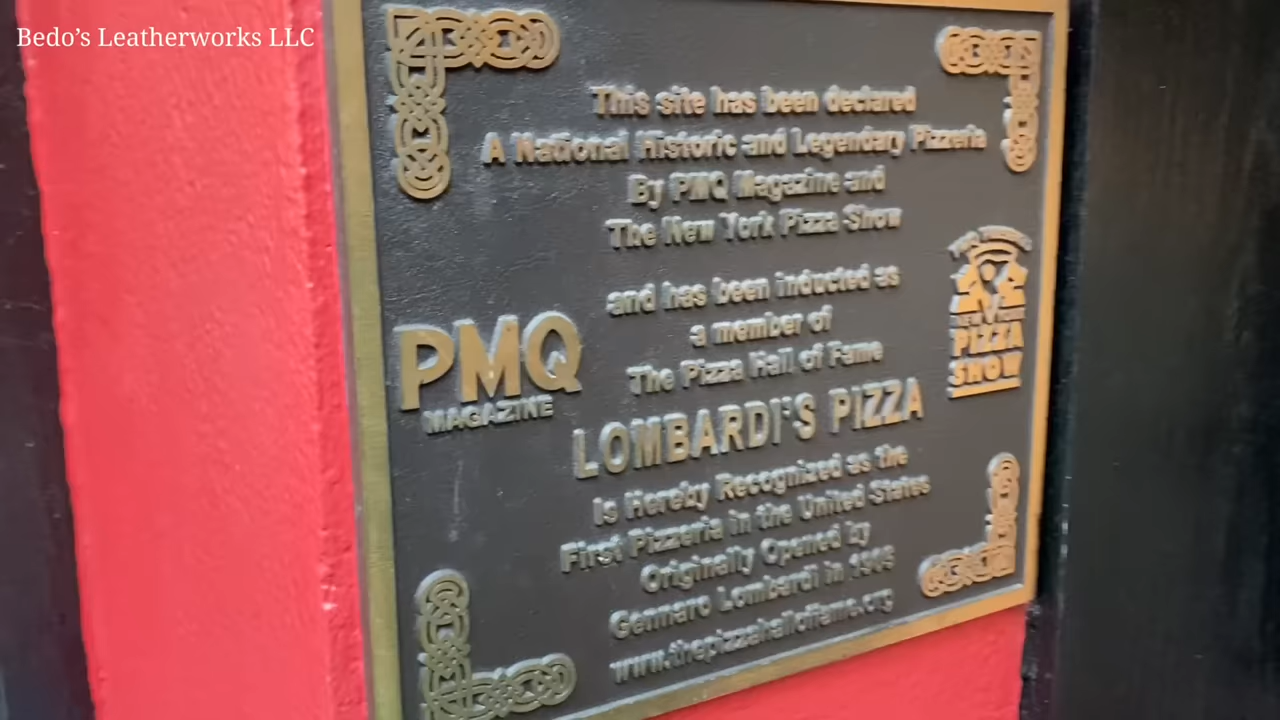 Bedo's Leatherworks LLC
This site has been declared
A National Historic and Legendary Pizzeria
By PMQ Magazine and
The New York Pizza Show
and has been inducted as
a member of
The Pizza Hall of Fame
PMQ
MAGAZINE
NEW YORK
PIZZA
SHOW
LOMBARDI'S PIZZA
is Hereby Recognized as the
First Pizzeria in the United States
Originally Opened by
Gennaro Lombardi in 1905
www.thepizzahalloffame.org